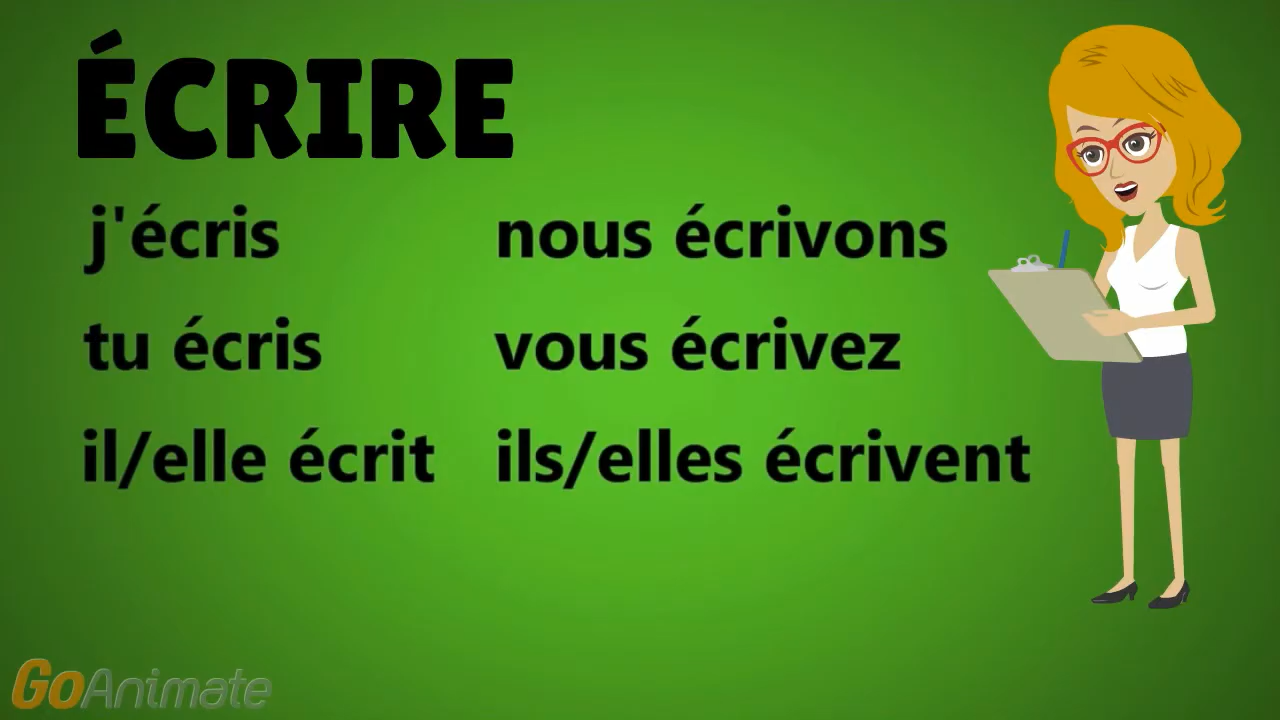 ÉCRIRE
j'écris nous écrivons
tu écris vous écrivez
il/elle écrit ils/elles écrivent
GoAnimate